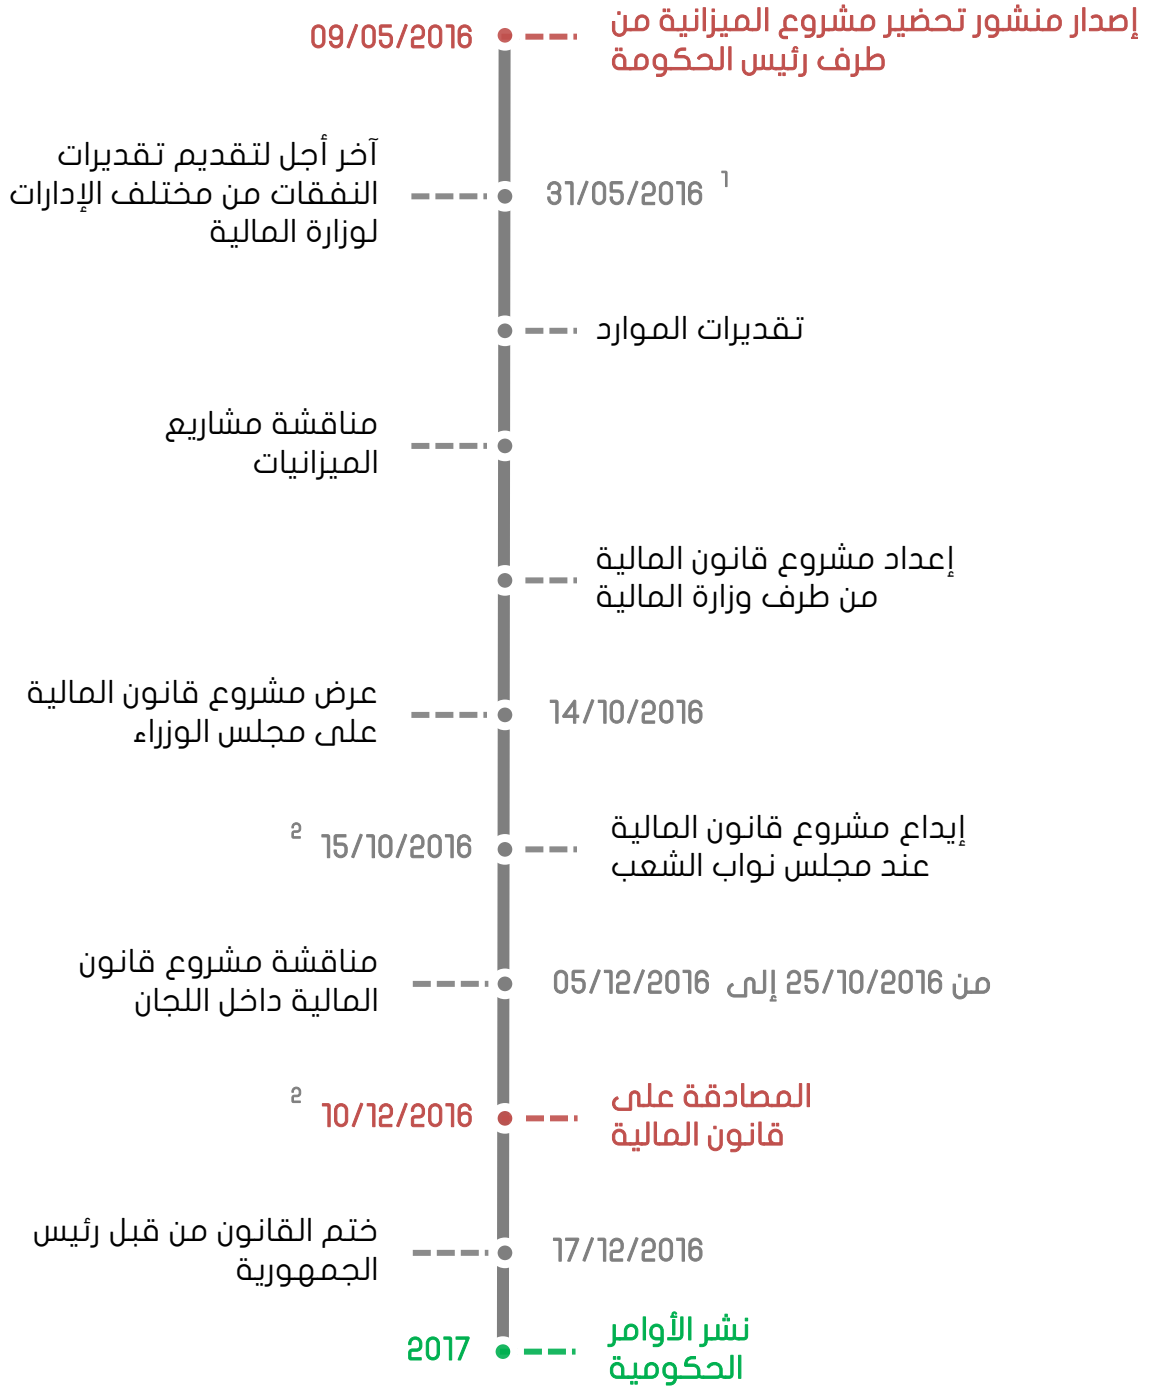 إصدار منشور تحضير مشروع الميزانية من
طرف رئيس الحكومة
09/05/2016
آخر أجل لتقديم تقديرات
النفقات من مختلف الإدارات
لوزارة المالية
31/05/2016 1
تقديرات الموارد
مناقشة مشاريع
الميزانيات
إعداد مشروع قانون المالية
من طرف وزارة المالية
عرض مشروع قانون المالية
على مجلس الوزراء
14/10/2016
إيداع مشروع قانون المالية
عند مجلس نواب الشعب
15/10/2016 2
مناقشة مشروع قانون
المالية داخل اللجان
من 25/10/2016 إلى 05/12/2016
المصادقة على
قانون المالية
10/12/2016 2
ختم القانون من قبل رئيس
الجمهورية
17/12/2016
نشر الأوامر
الحكومية
2017